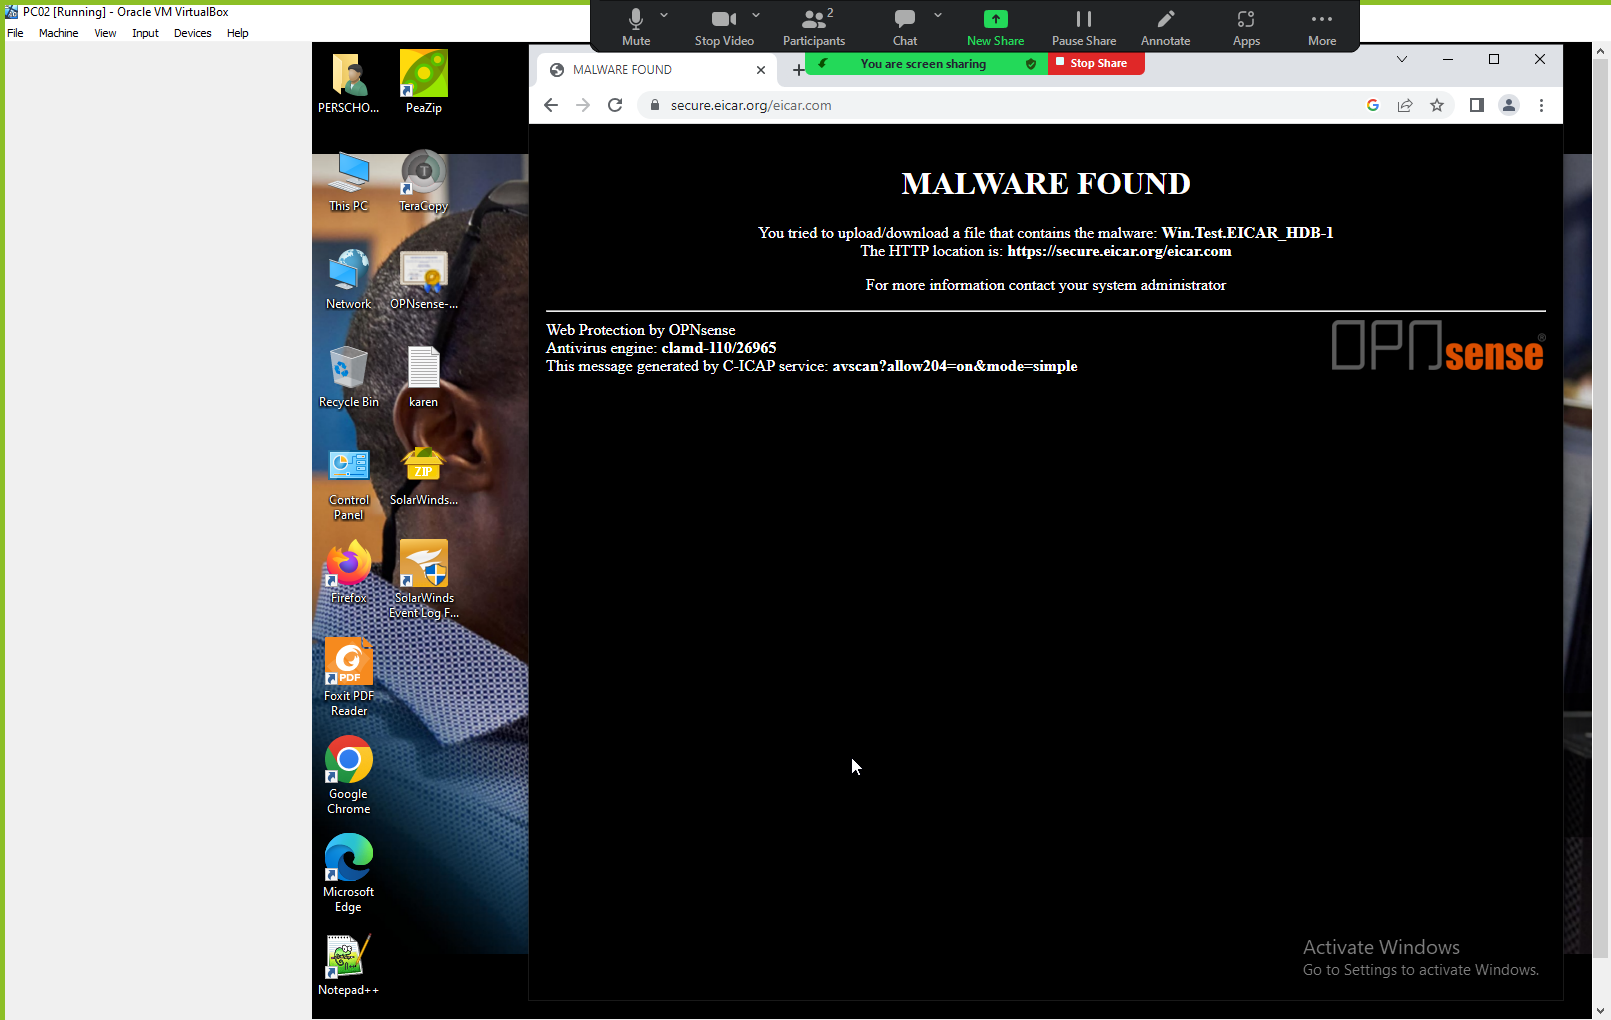 PC02 [Running] - Oracle VM VirtualBox
File Machine View Input Devices Help
Mute Stop Video Participants 2 Chat New Share Pause Share Annotate Apps More
You are screen sharing Stop Share
MALWARE FOUND
secure.eicar.org/eicar.com
PERSCHO...
PeaZip
This PC
TeraCopy
Network
OPNsense-...
Recycle Bin
karen
Control
Panel
ZIP
SolarWinds...
Firefox
SolarWinds
Event Log F...
PDF
Foxit PDF
Reader
Google
Chrome
Microsoft
Edge
Notepad++
MALWARE FOUND
You tried to upload/download a file that contains the malware: Win.Test.EICAR_HDB-1
The HTTP location is: https://secure.eicar.org/eicar.com
For more information contact your system administrator
Web Protection by OPNsense
Antivirus engine: clamd-110/26965
This message generated by C-ICAP service: avscan?allow204=on&mode=simple
OPNsense®
Activate Windows
Go to Settings to activate Windows.